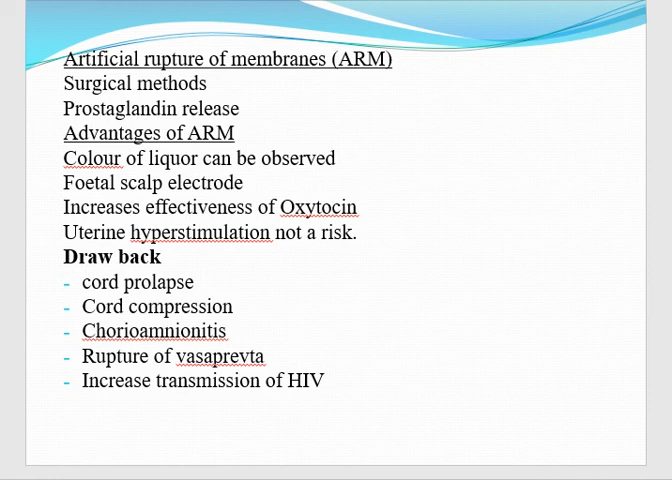 Artificial rupture of membranes (ARM)
Surgical methods
Prostaglandin release
Advantages of ARM
Colour of liquor can be observed
Foetal scalp electrode
Increases effectiveness of Oxytocin
Uterine hyperstimulation not a risk.
Draw back
- cord prolapse
- Cord compression
- Chorioamnionitis
- Rupture of vasaprevta
- Increase transmission of HIV